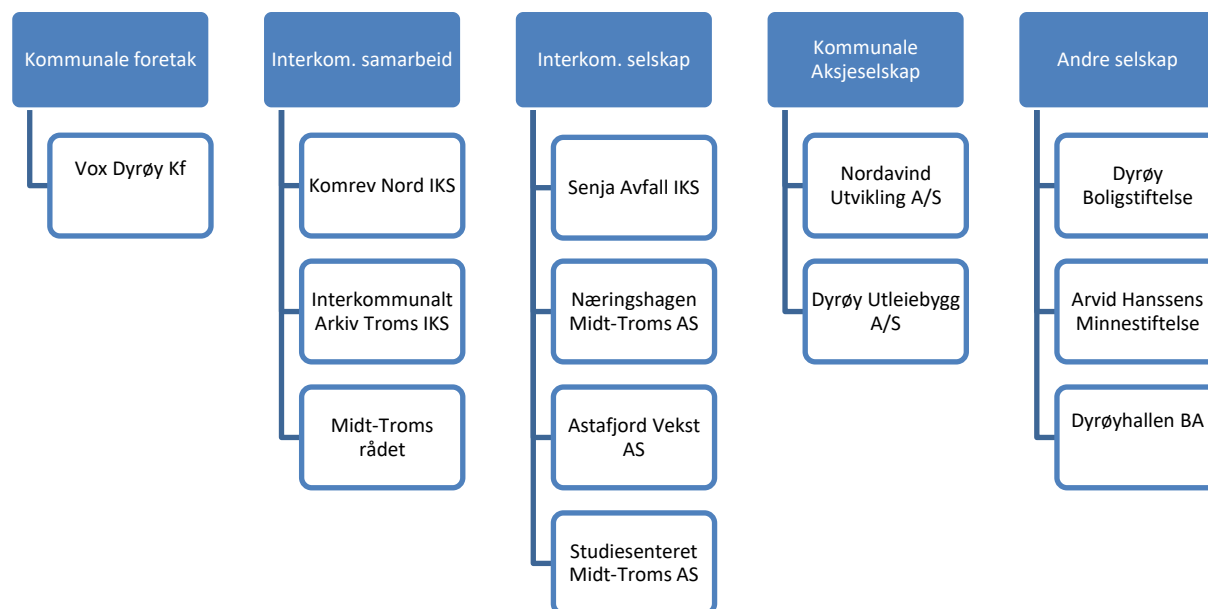 Kommunale foretak
Vox Dyrøy Kf
Interkom. samarbeid
Komrev Nord IKS
Interkommunalt
Arkiv Troms IKS
Midt-Troms
rådet
Interkom. selskap
Senja Avfall IKS
Næringshagen
Midt-Troms AS
Astafjord Vekst
AS
Studiesenteret
Midt-Troms AS
Kommunale
Aksjeselskap
Nordavind
Utvikling A/S
Dyrøy Utleiebygg
A/S
Andre selskap
Dyrøy
Boligstiftelse
Arvid Hanssens
Minnestiftelse
Dyrøyhallen BA